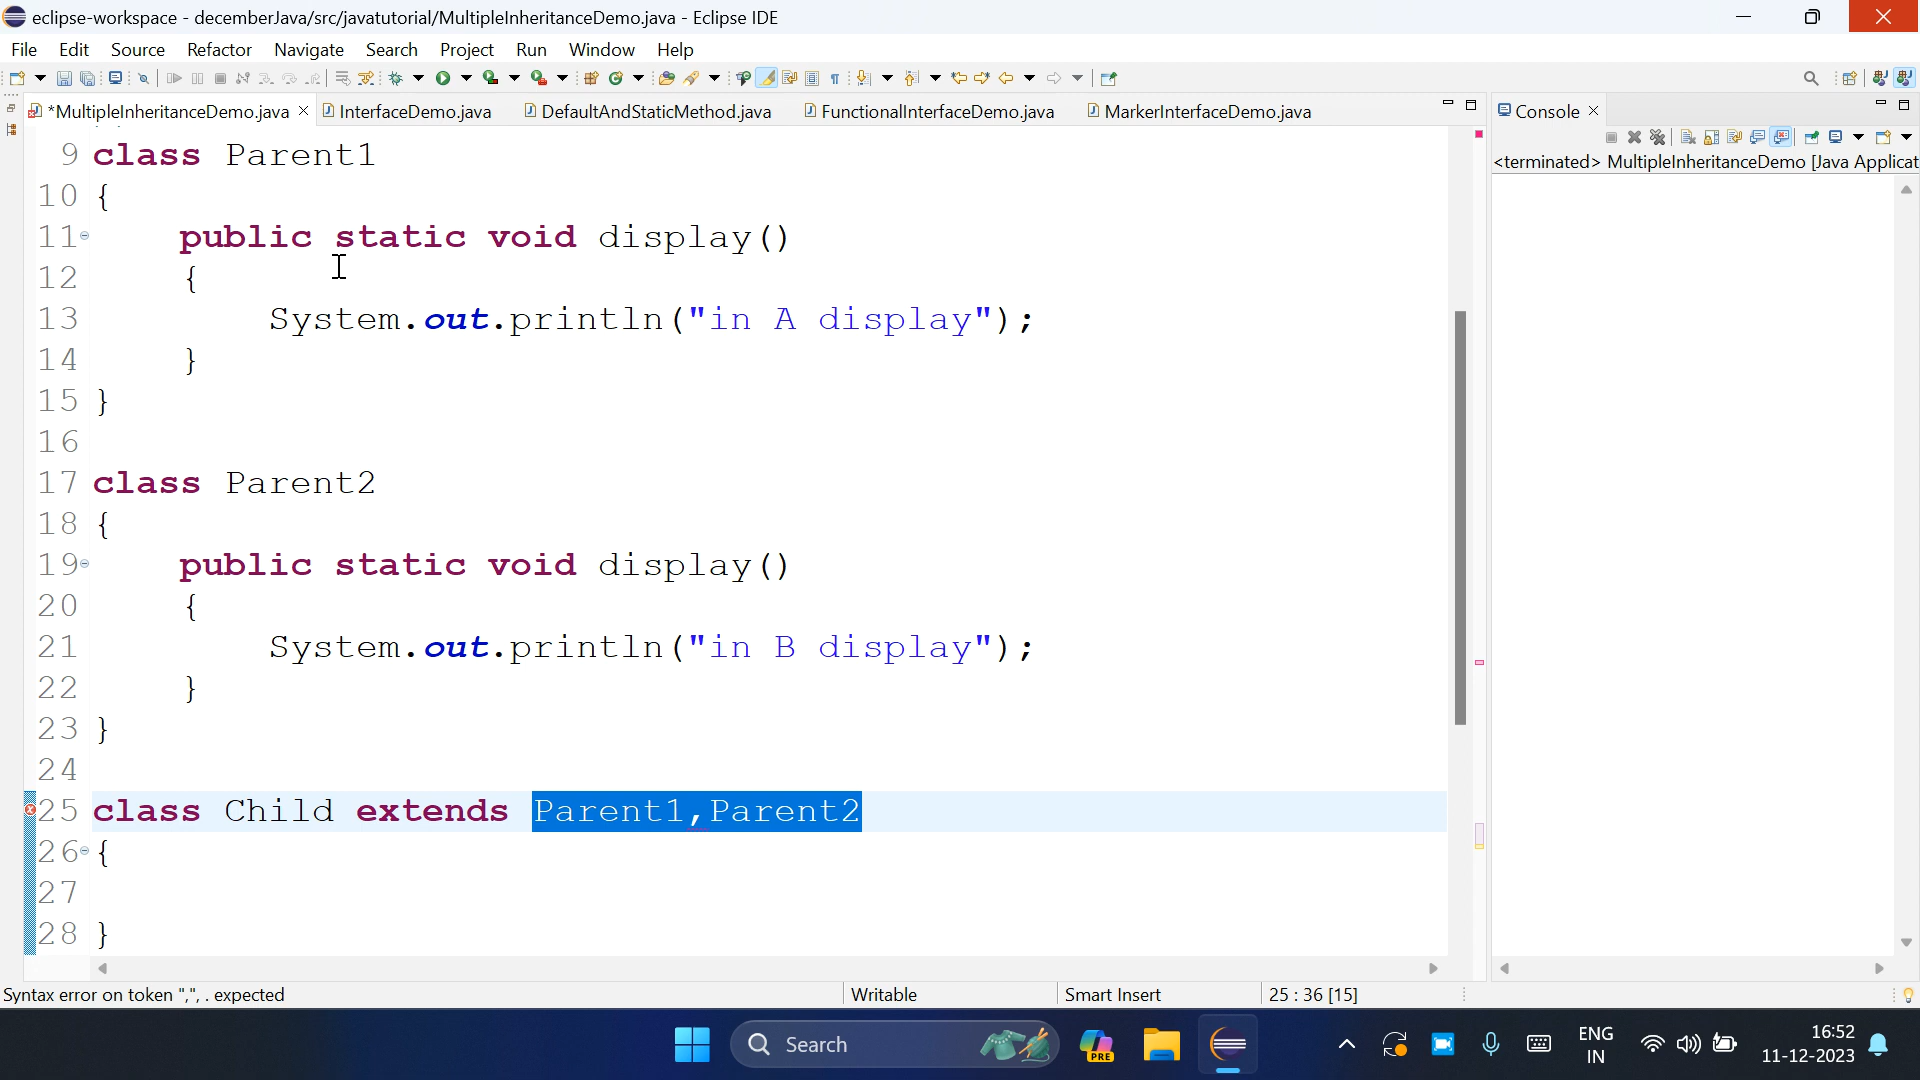 eclipse-workspace - decemberJava/src/javatutorial/MultipleInheritanceDemo.java - Eclipse IDE
File Edit Source Refactor Navigate Search Project Run Window Help
*MultipleInheritanceDemo.java InterfaceDemo.java DefaultAndStaticMethod.java FunctionalInterfaceDemo.java MarkerInterfaceDemo.java Console
<terminated> MultipleInheritanceDemo [Java Applicat
9 class Parent1
10 {
11 public static void display()
12 {
13 System.out.println("in A display");
14 }
15 }
16
17 class Parent2
18 {
19 public static void display()
20 {
21 System.out.println("in B display");
22 }
23 }
24
25 class Child extends Parent1,Parent2
26 {
27
28 }
Syntax error on token ",", . expected Writable Smart Insert 25 : 36 [15]
Search PRE ENG 16:52
IN 11-12-2023